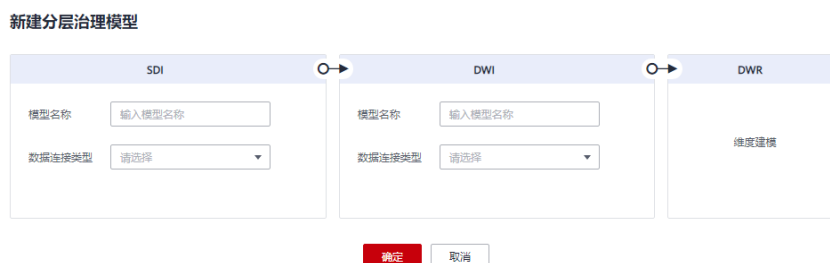 新建分层治理模型
SDI
DWI
DWR
模型名称 输入模型名称
模型名称 输入模型名称
维度建模
数据连接类型 请选择
数据连接类型 请选择
确定 取消